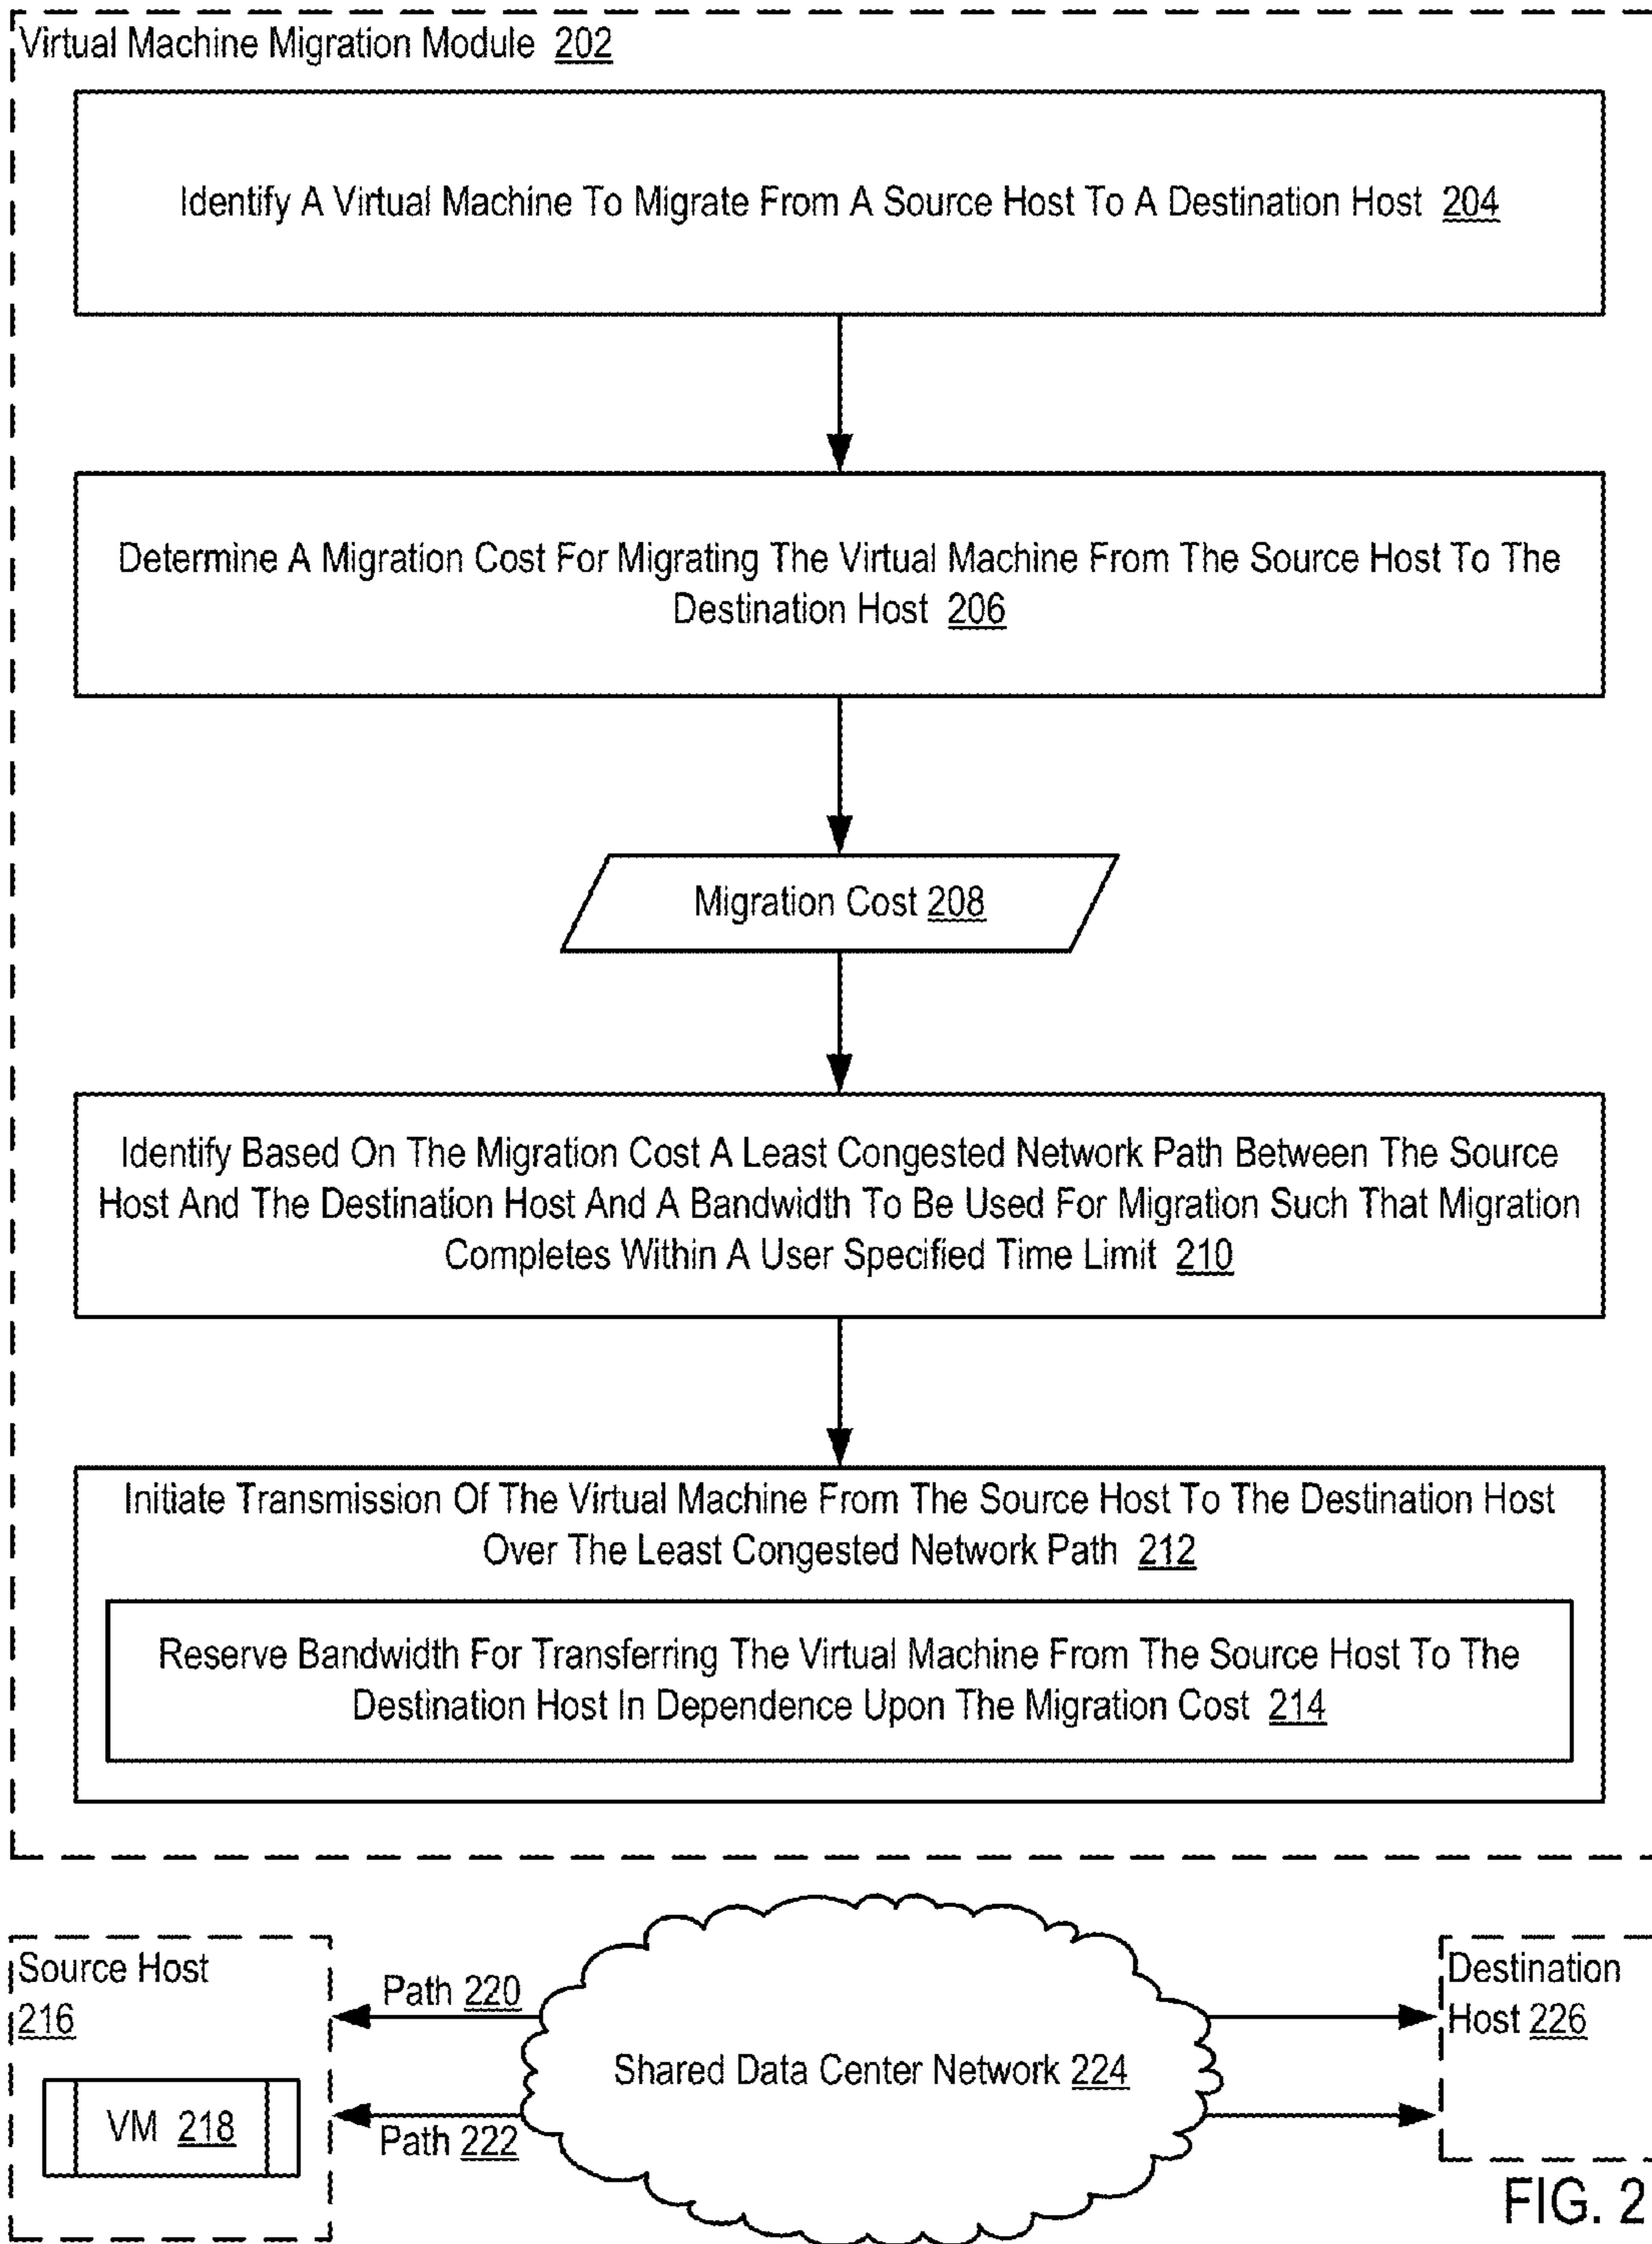 Virtual Machine Migration Module 202
Identify A Virtual Machine To Migrate From A Source Host To A Destination Host 204
Determine A Migration Cost For Migrating The Virtual Machine From The Source Host To The
Destination Host 206
Migration Cost 208
Identify Based On The Migration Cost A Least Congested Network Path Between The Source
Host And The Destination Host And A Bandwidth To Be Used For Migration Such That Migration
Completes Within A User Specified Time Limit 210
Initiate Transmission Of The Virtual Machine From The Source Host To The Destination Host
Over The Least Congested Network Path 212
Reserve Bandwidth For Transferring The Virtual Machine From The Source Host To The
Destination Host In Dependence Upon The Migration Cost 214
Source Host
216
VM 218
Path 220
Path 222
Shared Data Center Network 224
Destination
Host 226
FIG. 2